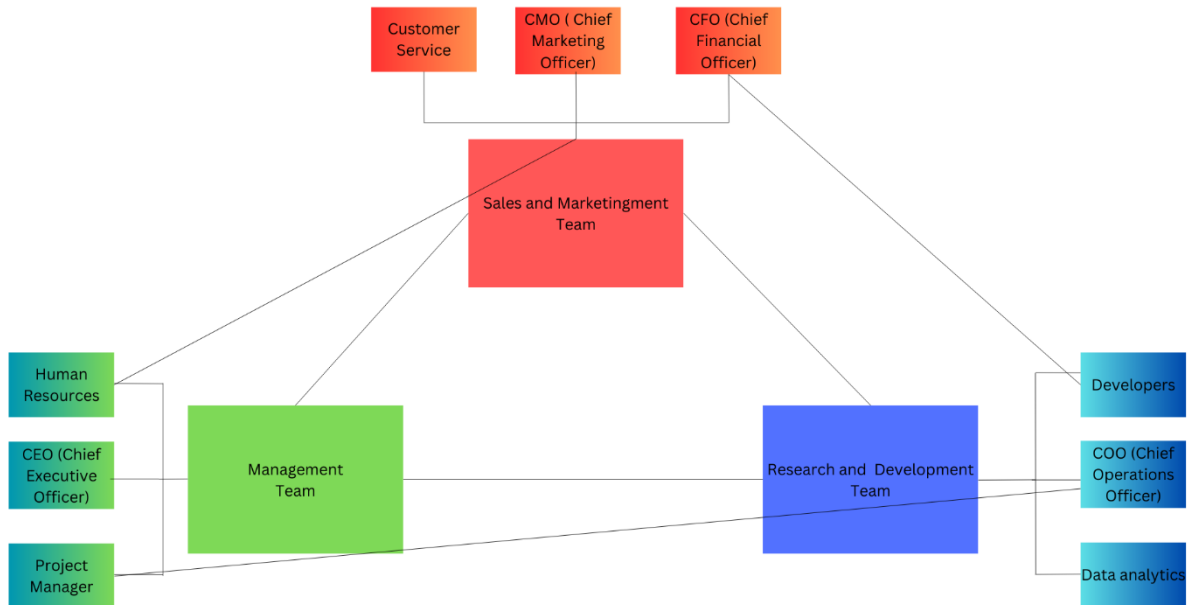 Customer
Service
CMO ( Chief
Marketing
Officer)
CFO (Chief
Financial
Officer)
Sales and Marketingment
Team
Human
Resources
CEO (Chief
Executive
Officer)
Project
Manager
Management
Team
Research and  Development
Team
Developers
COO (Chief
Operations
Officer)
Data analytics